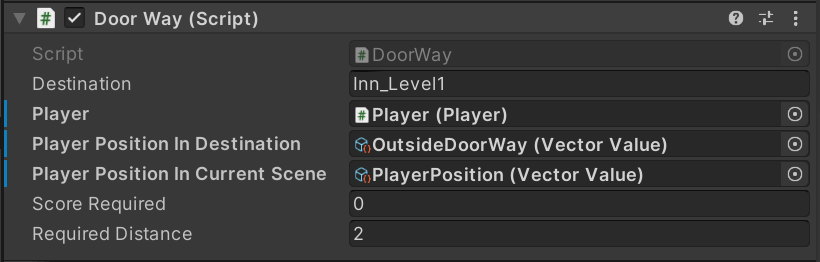 Door Way (Script)
Script DoorWay
Destination Inn_Level1
Player Player (Player)
Player Position In Destination OutsideDoorWay (Vector Value)
Player Position In Current Scene PlayerPosition (Vector Value)
Score Required 0
Required Distance 2